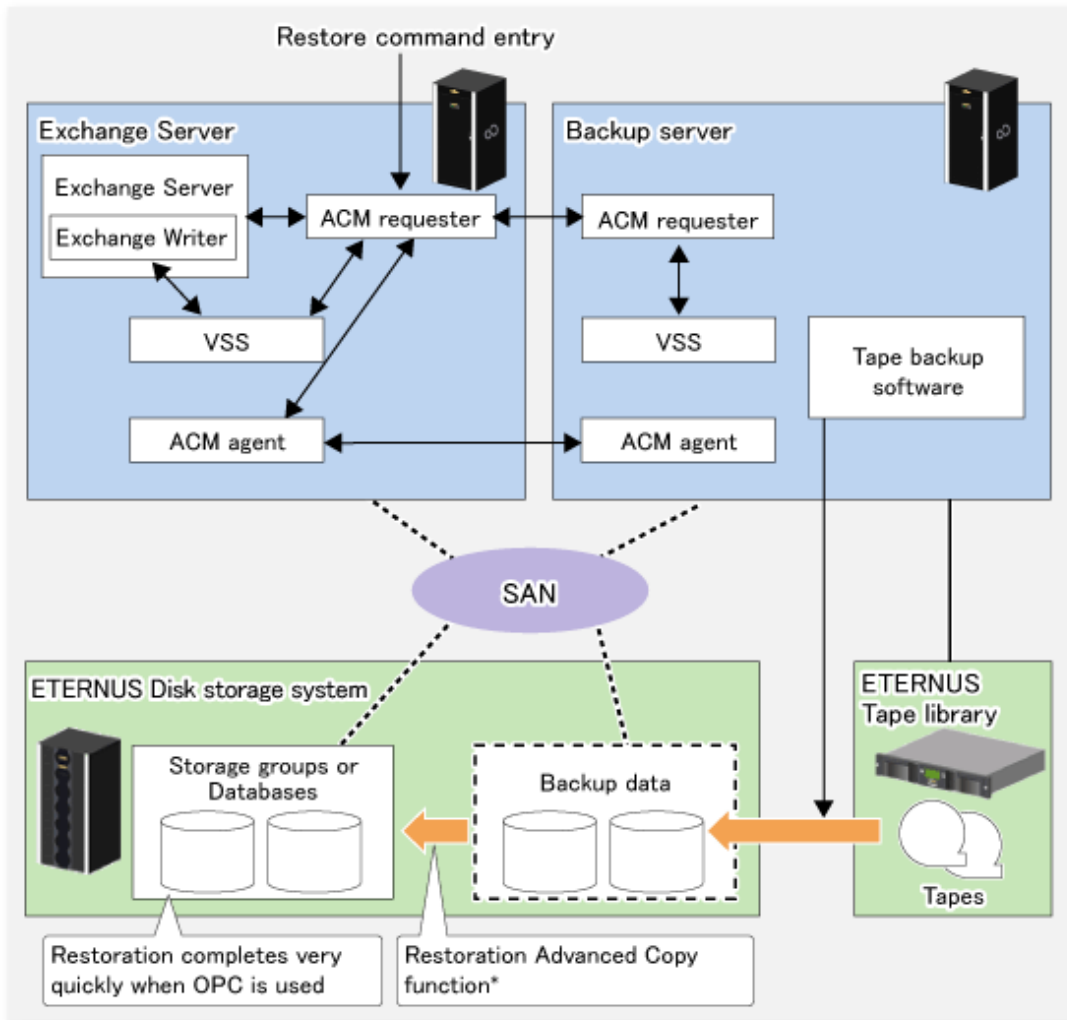 Restore command entry
Exchange Server
Backup server
Exchange Server
Exchange Writer
ACM requester
ACM requester
VSS
VSS
Tape backup
software
ACM agent
ACM agent
SAN
ETERNUS Disk storage system
ETERNUS
Tape library
Storage groups or
Databases
Backup data
Tapes
Restoration completes very
quickly when OPC is used
Restoration Advanced Copy
function*